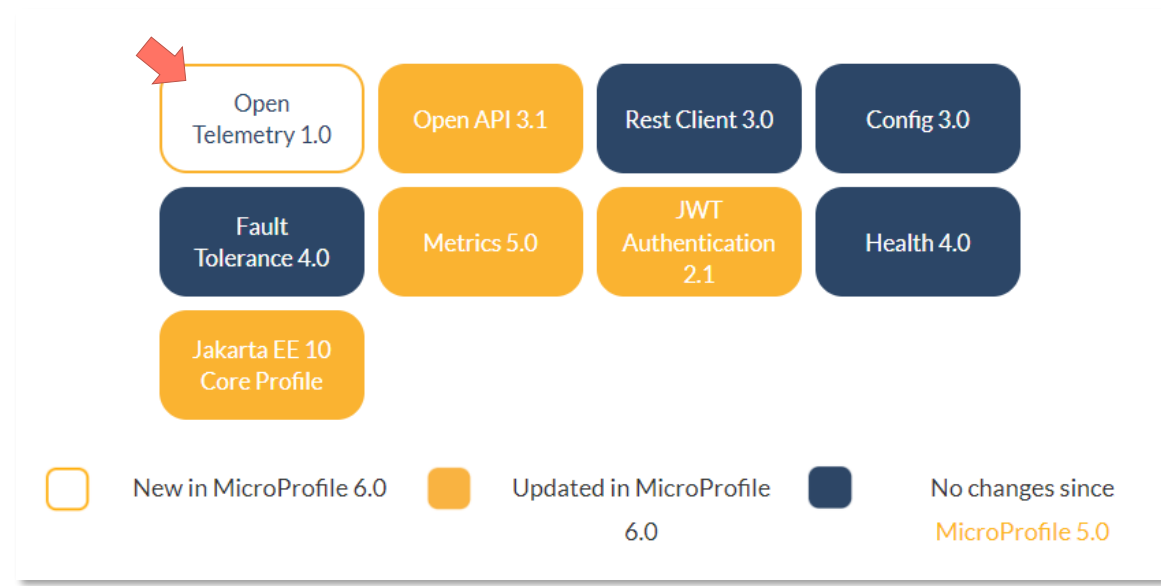 Open
Telemetry 1.0
Open API 3.1
Rest Client 3.0
Config 3.0
Fault
Tolerance 4.0
Metrics 5.0
JWT
Authentication
2.1
Health 4.0
Jakarta EE 10
Core Profile
New in MicroProfile 6.0
Updated in MicroProfile
6.0
No changes since
MicroProfile 5.0